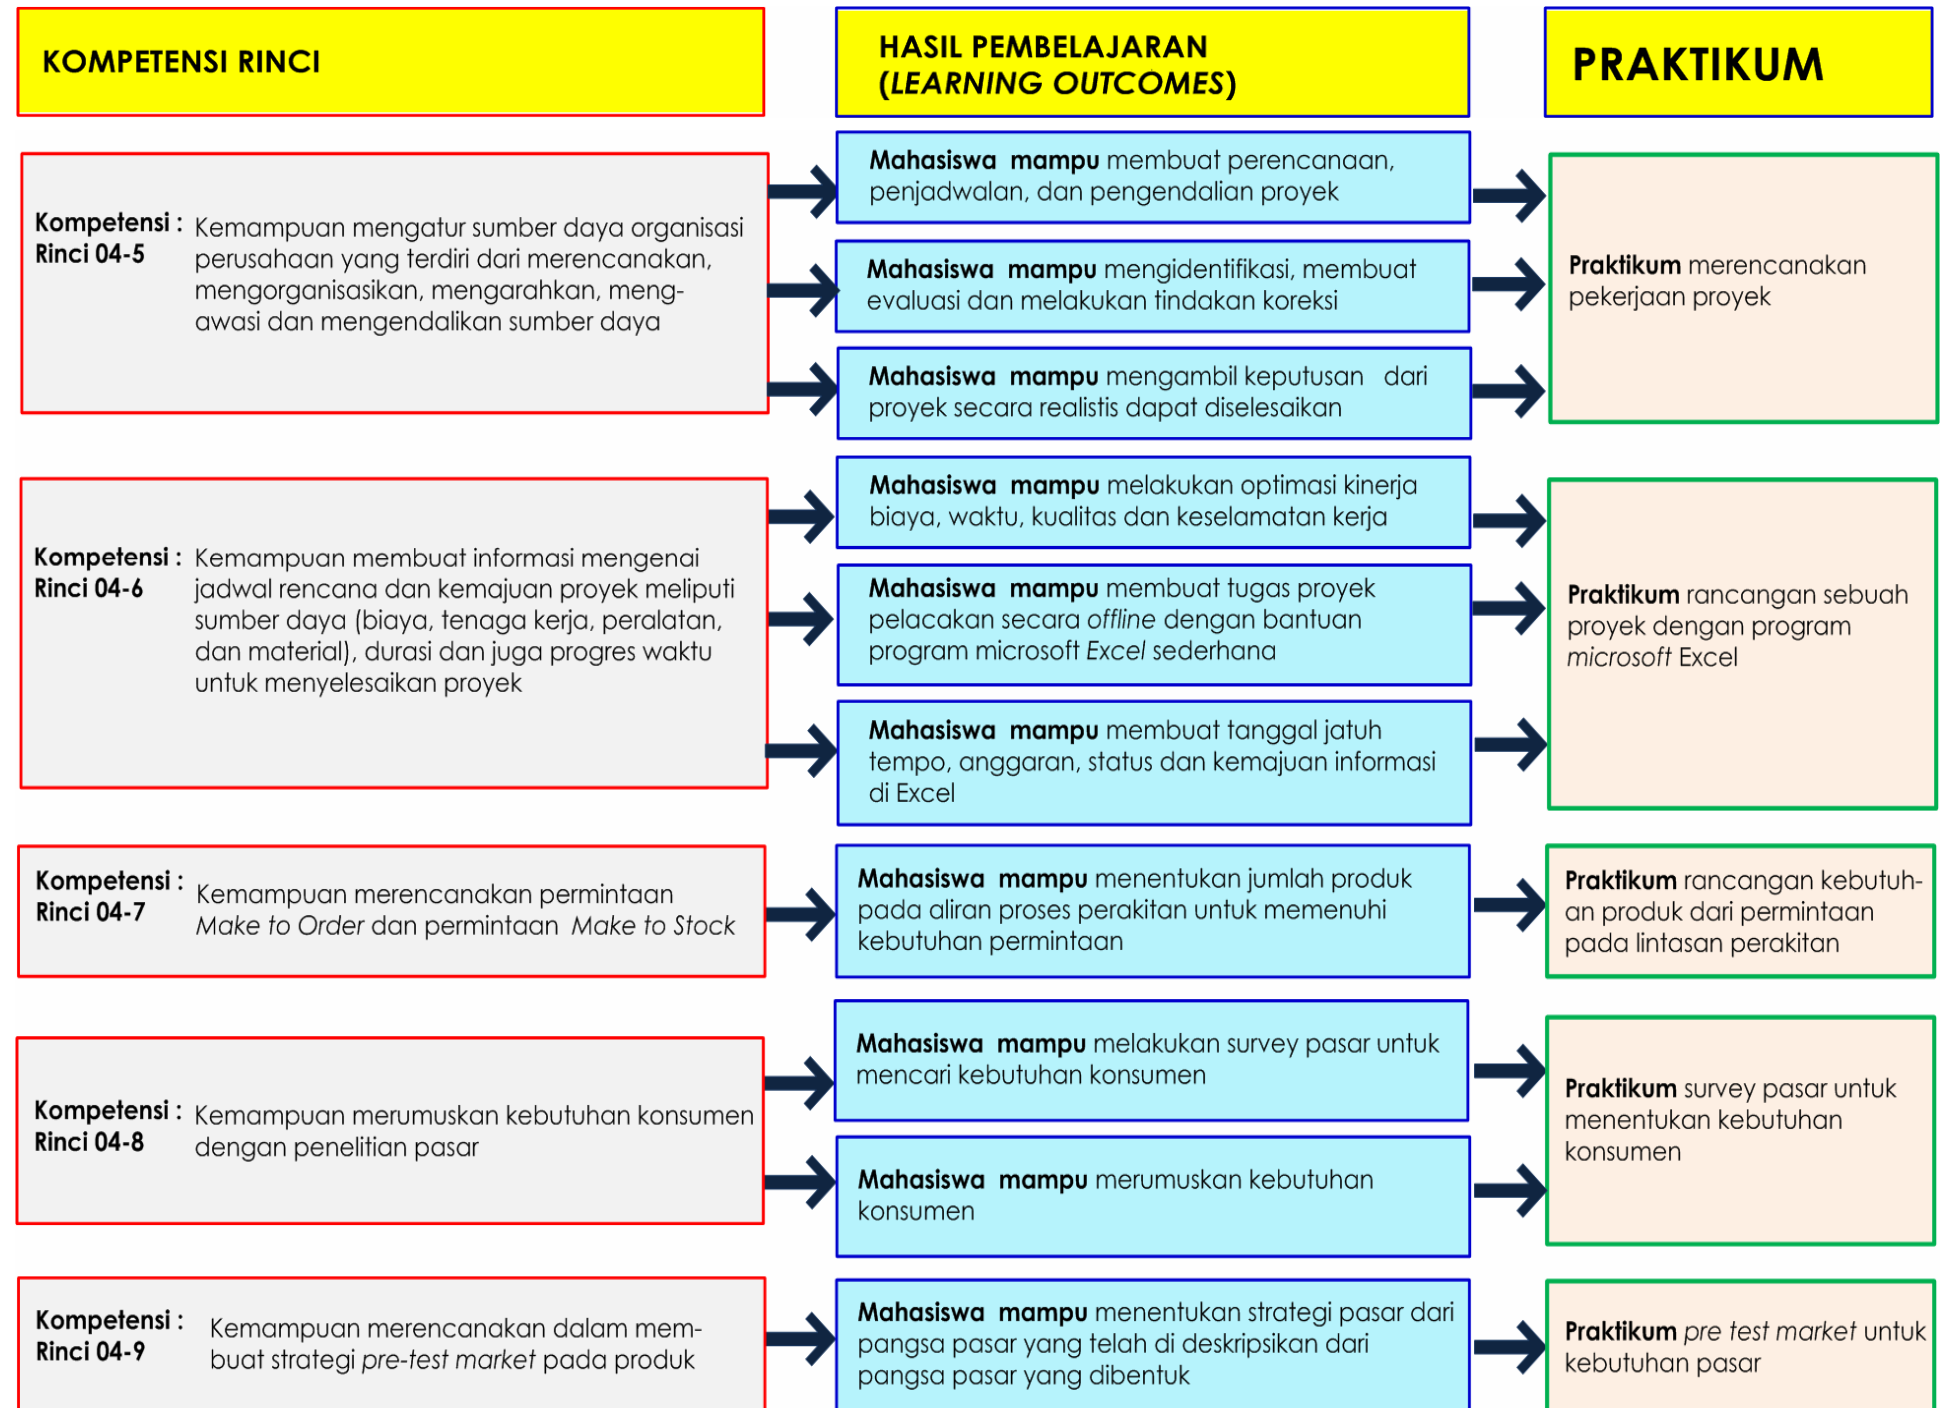 KOMPETENSI RINCI
HASIL PEMBELAJARAN
(LEARNING OUTCOMES)
PRAKTIKUM
Kompetensi :
Rinci 04-5
Kemampuan mengatur sumber daya organisasi
perusahaan yang terdiri dari merencanakan,
mengorganisasikan, mengarahkan, meng-
awasi dan mengendalikan sumber daya
Mahasiswa mampu membuat perencanaan,
penjadwalan, dan pengendalian proyek
Mahasiswa mampu mengidentifikasi, membuat
evaluasi dan melakukan tindakan koreksi
Mahasiswa mampu mengambil keputusan dari
proyek secara realistis dapat diselesaikan
Praktikum merencanakan
pekerjaan proyek
Kompetensi :
Rinci 04-6
Kemampuan membuat informasi mengenai
jadwal rencana dan kemajuan proyek meliputi
sumber daya (biaya, tenaga kerja, peralatan,
dan material), durasi dan juga progres waktu
untuk menyelesaikan proyek
Mahasiswa mampu melakukan optimasi kinerja
biaya, waktu, kualitas dan keselamatan kerja
Mahasiswa mampu membuat tugas proyek
pelacakan secara offline dengan bantuan
program microsoft Excel sederhana
Mahasiswa mampu membuat tanggal jatuh
tempo, anggaran, status dan kemajuan informasi
di Excel
Praktikum rancangan sebuah
proyek dengan program
microsoft Excel
Kompetensi :
Rinci 04-7
Kemampuan merencanakan permintaan
Make to Order dan permintaan Make to Stock
Mahasiswa mampu menentukan jumlah produk
pada aliran proses perakitan untuk memenuhi
kebutuhan permintaan
Praktikum rancangan kebutuh-
an produk dari permintaan
pada lintasan perakitan
Kompetensi :
Rinci 04-8
Kemampuan merumuskan kebutuhan konsumen
dengan penelitian pasar
Mahasiswa mampu melakukan survey pasar untuk
mencari kebutuhan konsumen
Mahasiswa mampu merumuskan kebutuhan
konsumen
Praktikum survey pasar untuk
menentukan kebutuhan
konsumen
Kompetensi :
Rinci 04-9
Kemampuan merencanakan dalam mem-
buat strategi pre-test market pada produk
Mahasiswa mampu menentukan strategi pasar dari
pangsa pasar yang telah di deskripsikan dari
pangsa pasar yang dibentuk
Praktikum pre test market untuk
kebutuhan pasar